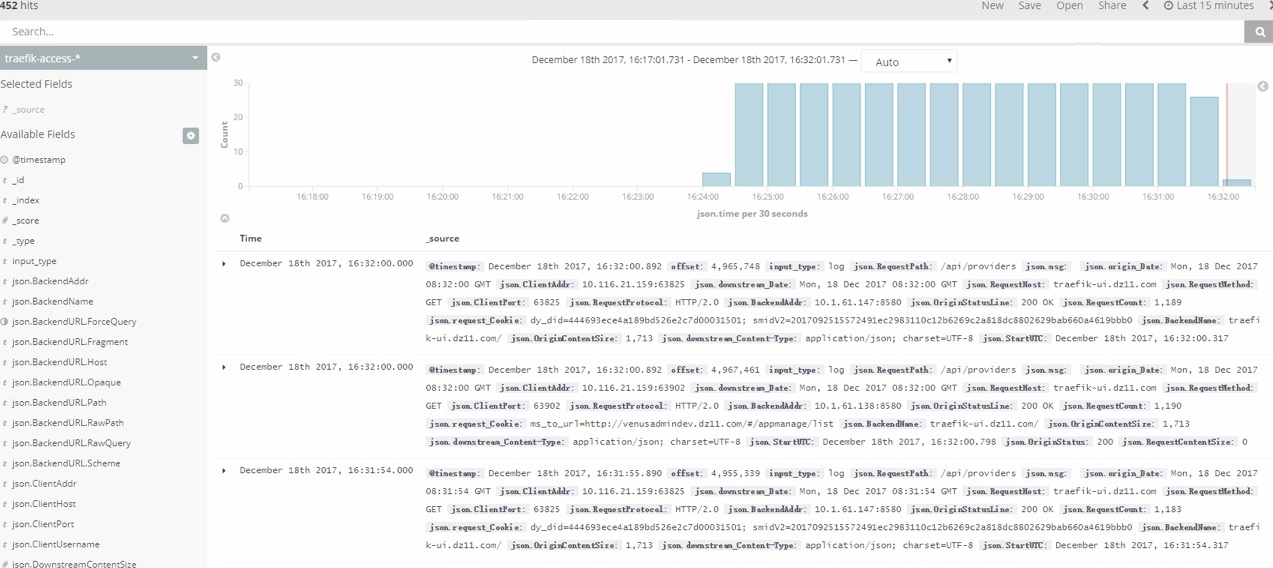 452 hits
New Save Open Share Last 15 minutes
Search...
traefik-access-*
Selected Fields
? _source
Available Fields
@timestamp
t _id
t _index
# _score
t _type
t input_type
t json.BackendAddr
t json.BackendName
json.BackendURL.ForceQuery
t json.BackendURL.Fragment
t json.BackendURL.Host
t json.BackendURL.Opaque
t json.BackendURL.Path
t json.BackendURL.RawPath
t json.BackendURL.RawQuery
t json.BackendURL.Scheme
t json.ClientAddr
t json.ClientHost
t json.ClientPort
t json.ClientUsername
# json.DownstreamContentSize
December 18th 2017, 16:17:01.731 - December 18th 2017, 16:32:01.731 — Auto
Count
30
20
10
0
16:18:00 16:19:00 16:20:00 16:21:00 16:22:00 16:23:00 16:24:00 16:25:00 16:26:00 16:27:00 16:28:00 16:29:00 16:30:00 16:31:00 16:32:00
json.time per 30 seconds
Time _source
December 18th 2017, 16:32:00.000
@timestamp: December 18th 2017, 16:32:00.892 offset: 4,965,748 input_type: log json.RequestPath: /api/providers json.msg: json.origin_Date: Mon, 18 Dec 2017
08:32:00 GMT json.ClientAddr: 10.116.21.159:63825 json.downstream_Date: Mon, 18 Dec 2017 08:32:00 GMT json.RequestHost: traefik-ui.dz11.com json.RequestMethod:
GET json.ClientPort: 63825 json.RequestProtocol: HTTP/2.0 json.BackendAddr: 10.1.61.147:8580 json.OriginStatusLine: 200 OK json.RequestCount: 1,189
json.request_Cookie: dy_did=444693ece4a189bd526e2c7d00031501; smidV2=2017092515572491ec2983110c12b6269c2a818dc8802629bab660a4619bbb0 json.BackendName: traefi
k-ui.dz11.com/ json.OriginContentSize: 1,713 json.downstream_Content-Type: application/json; charset=UTF-8 json.StartUTC: December 18th 2017, 16:32:00.317
December 18th 2017, 16:32:00.000
@timestamp: December 18th 2017, 16:32:00.892 offset: 4,967,461 input_type: log json.RequestPath: /api/providers json.msg: json.origin_Date: Mon, 18 Dec 2017
08:32:00 GMT json.ClientAddr: 10.116.21.159:63902 json.downstream_Date: Mon, 18 Dec 2017 08:32:00 GMT json.RequestHost: traefik-ui.dz11.com json.RequestMethod:
GET json.ClientPort: 63902 json.RequestProtocol: HTTP/2.0 json.BackendAddr: 10.1.61.138:8580 json.OriginStatusLine: 200 OK json.RequestCount: 1,190
json.request_Cookie: ms_to_url=http://venusadmindev.dz11.com/#/appmanage/list json.BackendName: traefik-ui.dz11.com/ json.OriginContentSize: 1,713
json.downstream_Content-Type: application/json; charset=UTF-8 json.StartUTC: December 18th 2017, 16:32:00.798 json.OriginStatus: 200 json.RequestContentSize: 0
December 18th 2017, 16:31:54.000
@timestamp: December 18th 2017, 16:31:55.890 offset: 4,955,339 input_type: log json.RequestPath: /api/providers json.msg: json.origin_Date: Mon, 18 Dec 2017
08:31:54 GMT json.ClientAddr: 10.116.21.159:63825 json.downstream_Date: Mon, 18 Dec 2017 08:31:54 GMT json.RequestHost: traefik-ui.dz11.com json.RequestMethod:
GET json.ClientPort: 63825 json.RequestProtocol: HTTP/2.0 json.BackendAddr: 10.1.61.147:8580 json.OriginStatusLine: 200 OK json.RequestCount: 1,183
json.request_Cookie: dy_did=444693ece4a189bd526e2c7d00031501; smidV2=2017092515572491ec2983110c12b6269c2a818dc8802629bab660a4619bbb0 json.BackendName: traefi
k-ui.dz11.com/ json.OriginContentSize: 1,713 json.downstream_Content-Type: application/json; charset=UTF-8 json.StartUTC: December 18th 2017, 16:31:54.317